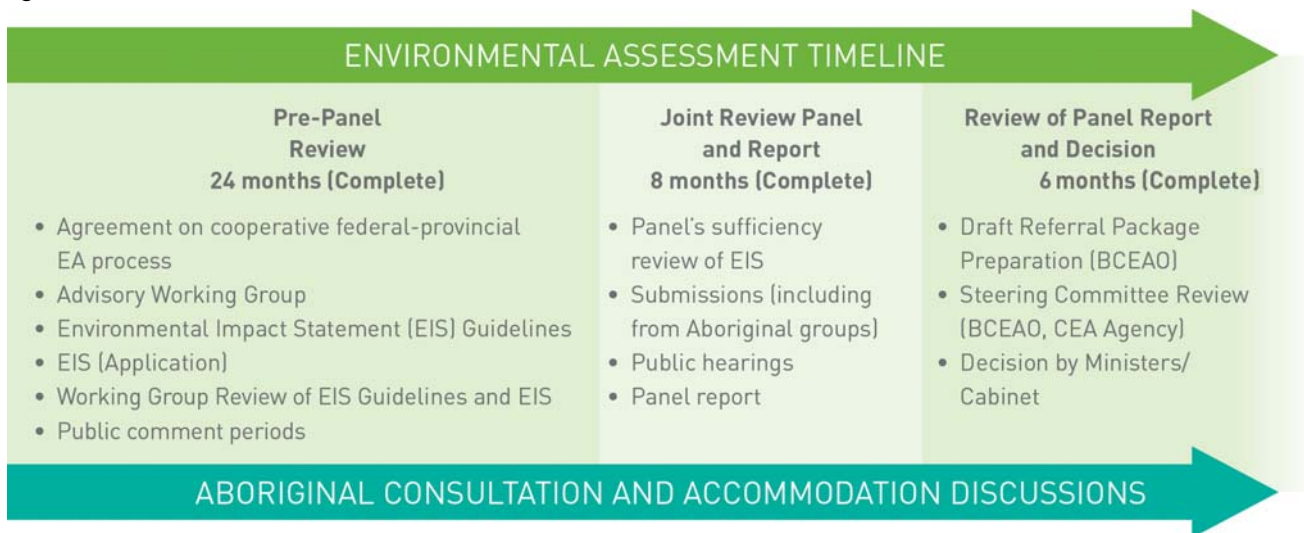 ENVIRONMENTAL ASSESSMENT TIMELINE
Pre-Panel
Review
24 months (Complete)
• Agreement on cooperative federal-provincial
EA process
• Advisory Working Group
• Environmental Impact Statement (EIS) Guidelines
• EIS (Application)
• Working Group Review of EIS Guidelines and EIS
• Public comment periods
Joint Review Panel
and Report
8 months (Complete)
• Panel's sufficiency
review of EIS
• Submissions (including
from Aboriginal groups)
• Public hearings
• Panel report
Review of Panel Report
and Decision
6 months (Complete)
• Draft Referral Package
Preparation (BCEAO)
• Steering Committee Review
(BCEAO, CEA Agency)
• Decision by Ministers/
Cabinet
ABORIGINAL CONSULTATION AND ACCOMMODATION DISCUSSIONS